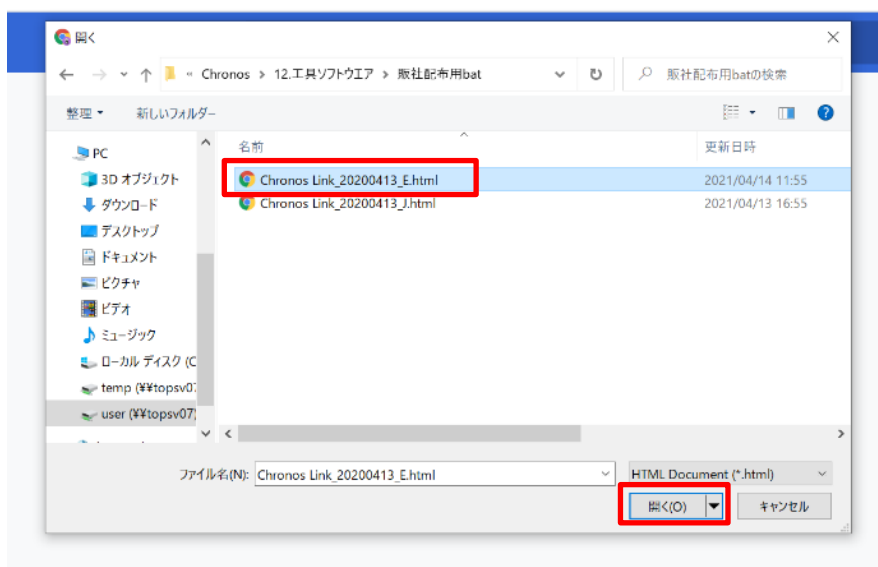 開く
« Chronos > 12.工具ソフトウエア > 販社配布用bat
販社配布用batの検索
整理
新しいフォルダー
名前
更新日時
PC
3D オブジェクト
ダウンロード
デスクトップ
ドキュメント
ピクチャ
ビデオ
ミュージック
ローカル ディスク (C
temp (¥¥topsv07
user (¥¥topsv07
Chronos Link_20200413_E.html
2021/04/14 11:55
Chronos Link_20200413_J.html
2021/04/13 16:55
ファイル名(N):
Chronos Link_20200413_E.html
HTML Document (*.html)
開く(O)
キャンセル